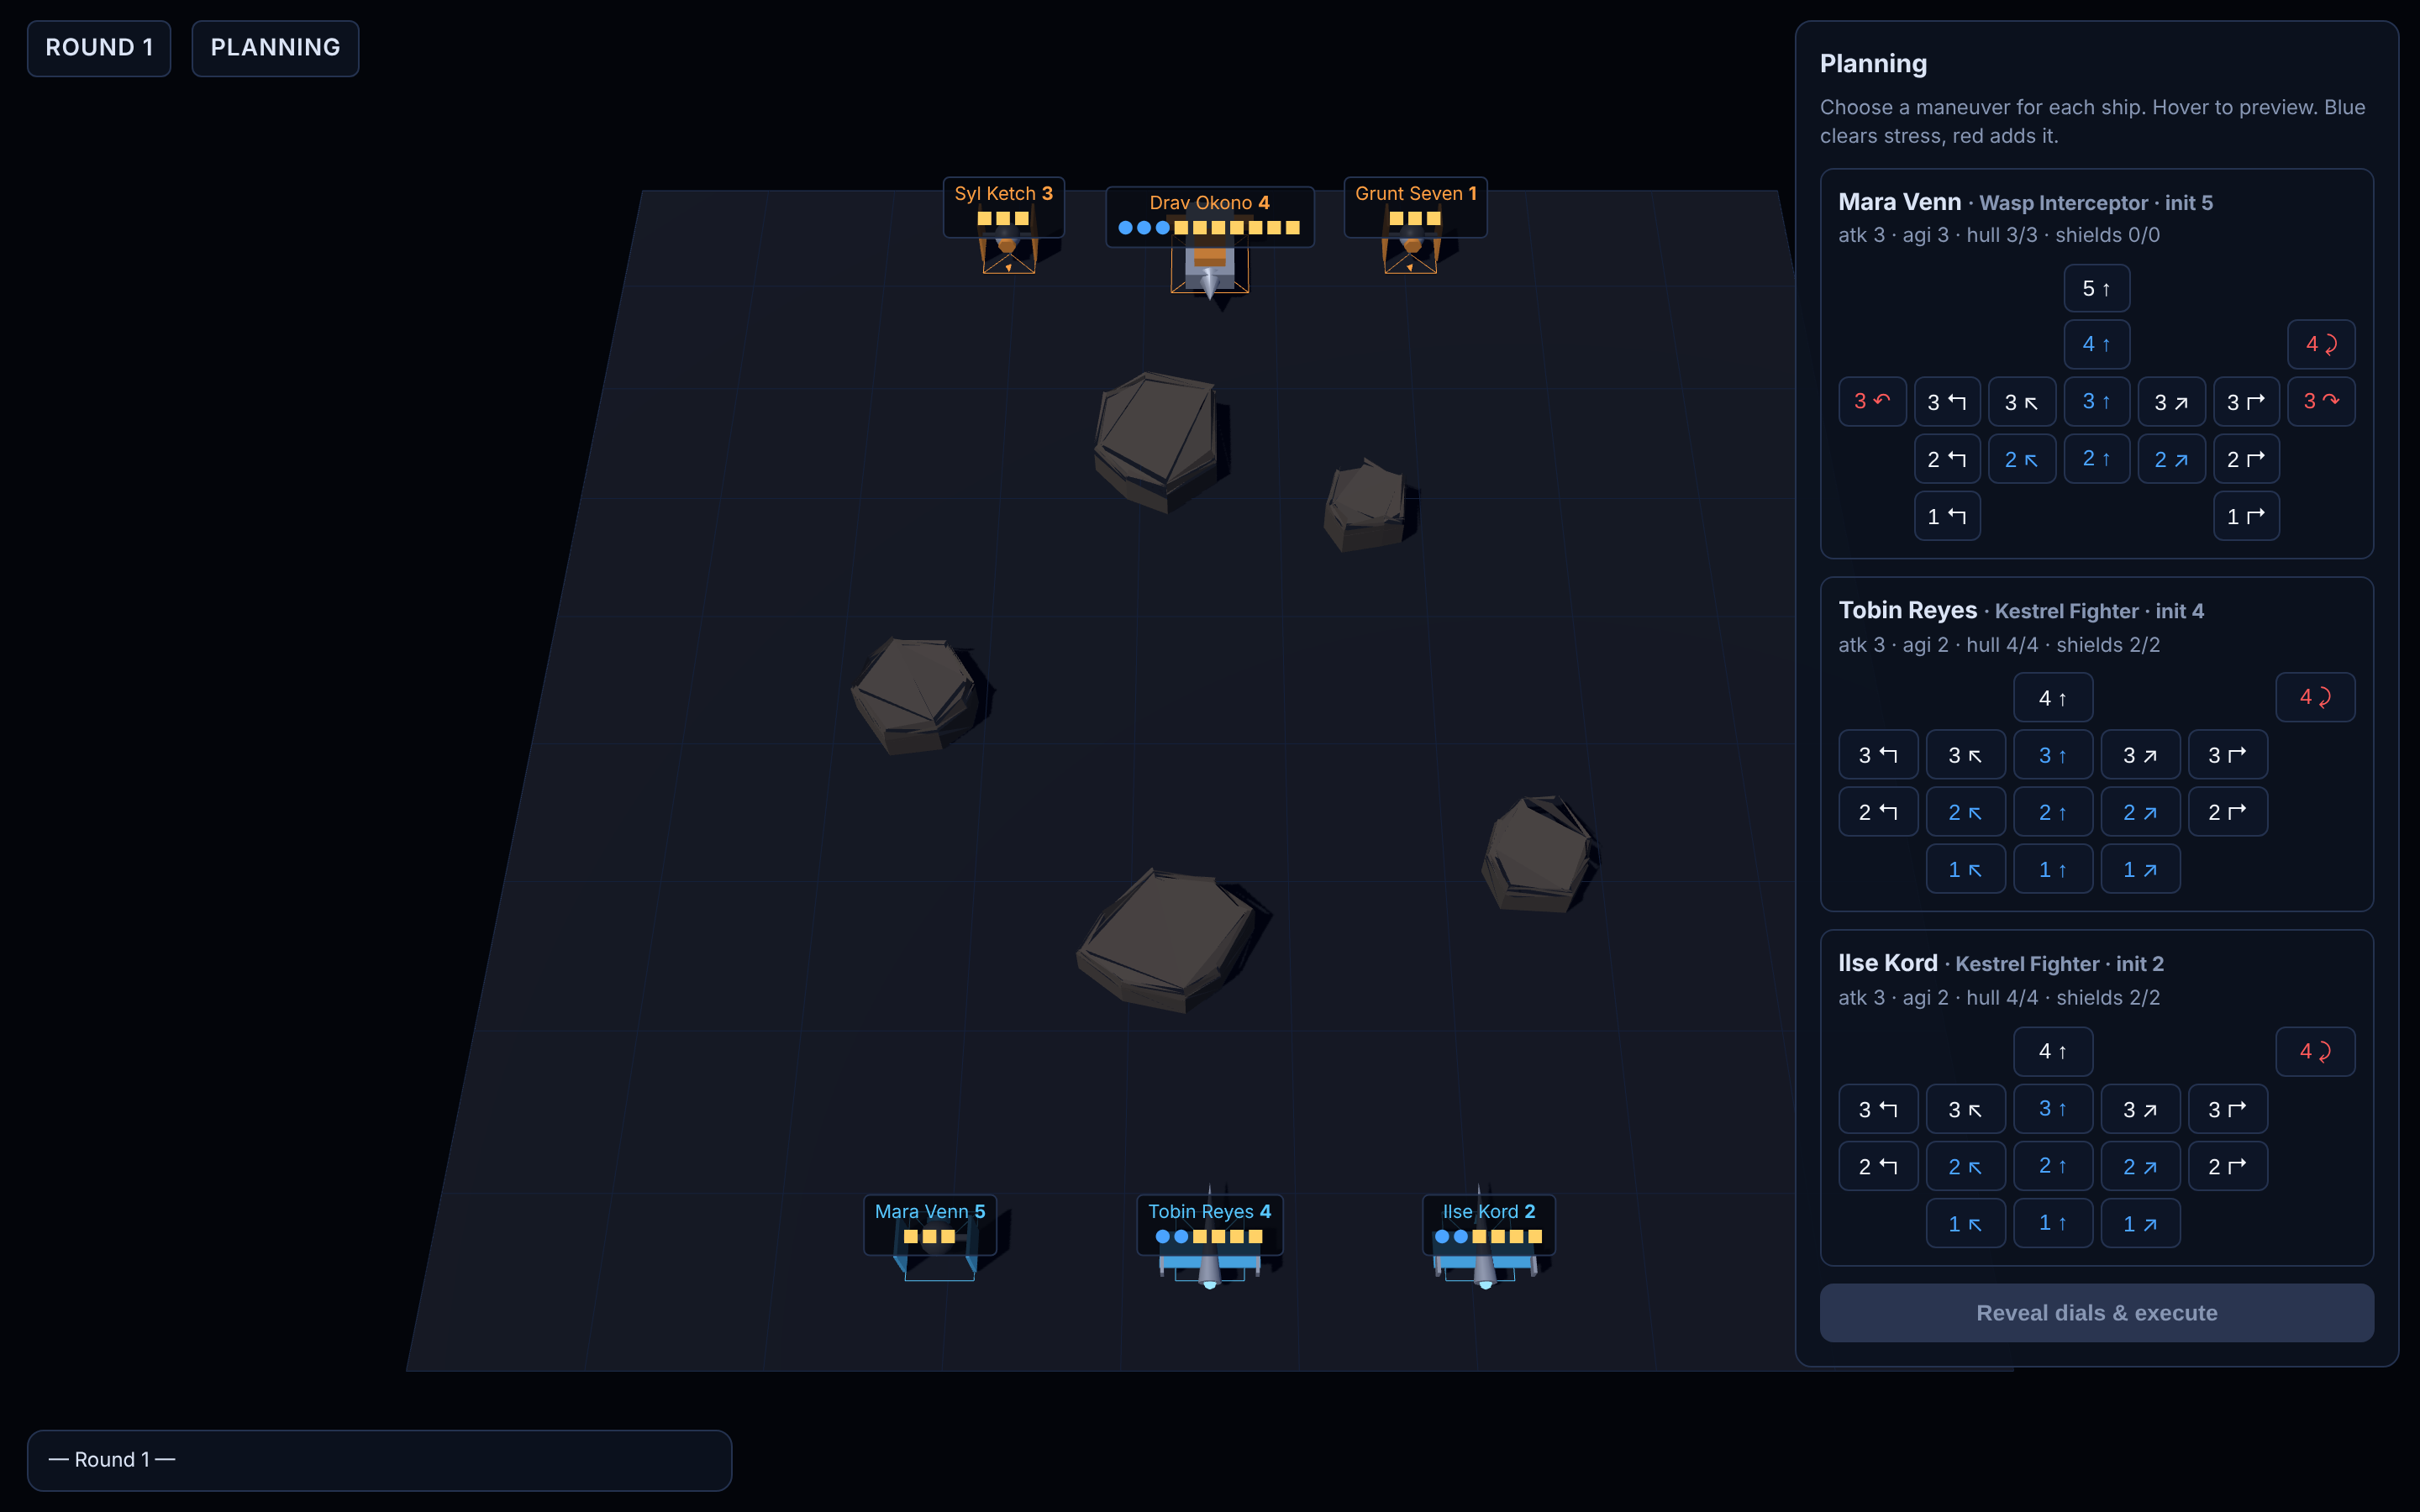 ROUND 1
PLANNING
Syl Ketch 3
Drav Okono 4
Grunt Seven 1
Mara Venn 5
Tobin Reyes 4
Ilse Kord 2
— Round 1 —
Planning
Choose a maneuver for each ship. Hover to preview. Blue
clears stress, red adds it.
Mara Venn · Wasp Interceptor · init 5
atk 3 · agi 3 · hull 3/3 · shields 0/0
5 ↑
4 ↑ 4 ⤸
3 ↶ 3 ↰ 3 ↖ 3 ↑ 3 ↗ 3 ↱ 3 ↷
2 ↰ 2 ↖ 2 ↑ 2 ↗ 2 ↱
1 ↰ 1 ↱
Tobin Reyes · Kestrel Fighter · init 4
atk 3 · agi 2 · hull 4/4 · shields 2/2
4 ↑ 4 ⤸
3 ↰ 3 ↖ 3 ↑ 3 ↗ 3 ↱
2 ↰ 2 ↖ 2 ↑ 2 ↗ 2 ↱
1 ↖ 1 ↑ 1 ↗
Ilse Kord · Kestrel Fighter · init 2
atk 3 · agi 2 · hull 4/4 · shields 2/2
4 ↑ 4 ⤸
3 ↰ 3 ↖ 3 ↑ 3 ↗ 3 ↱
2 ↰ 2 ↖ 2 ↑ 2 ↗ 2 ↱
1 ↖ 1 ↑ 1 ↗
Reveal dials & execute